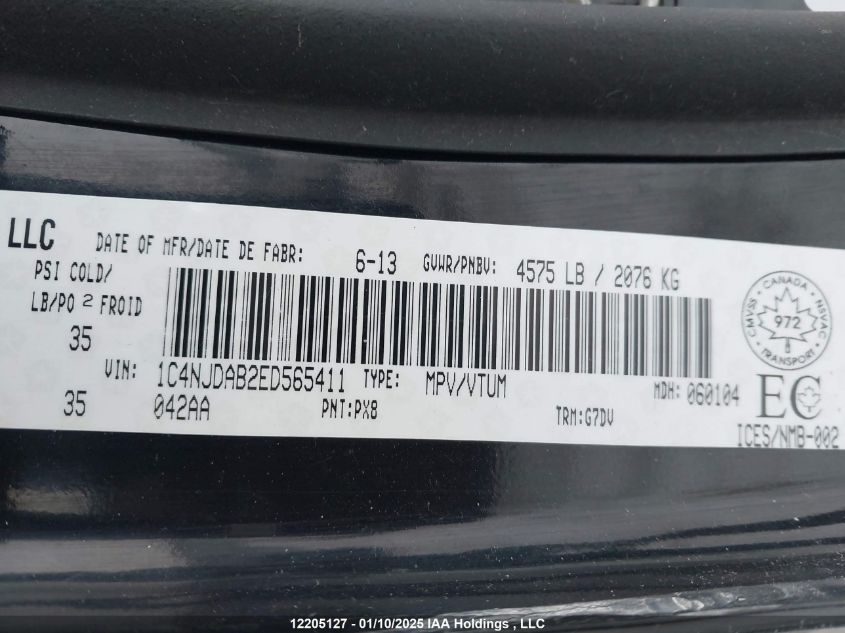 LLC DATE OF MFR/DATE DE FABR: 6-13 GVWR/PNBV: 4575 LB / 2076 KG
PSI COLD/
LB/PO 2 FROID
35
VIN: 1C4NJDAB2ED565411 TYPE: MPV/VTUM MDH: 060104
35 042AA PNT:PX8 TRM:G7DV
CMVSS • CANADA • NSVAC
972
TRANSPORT
EC
ICES/NMB-002
12205127 - 01/10/2025 IAA Holdings , LLC